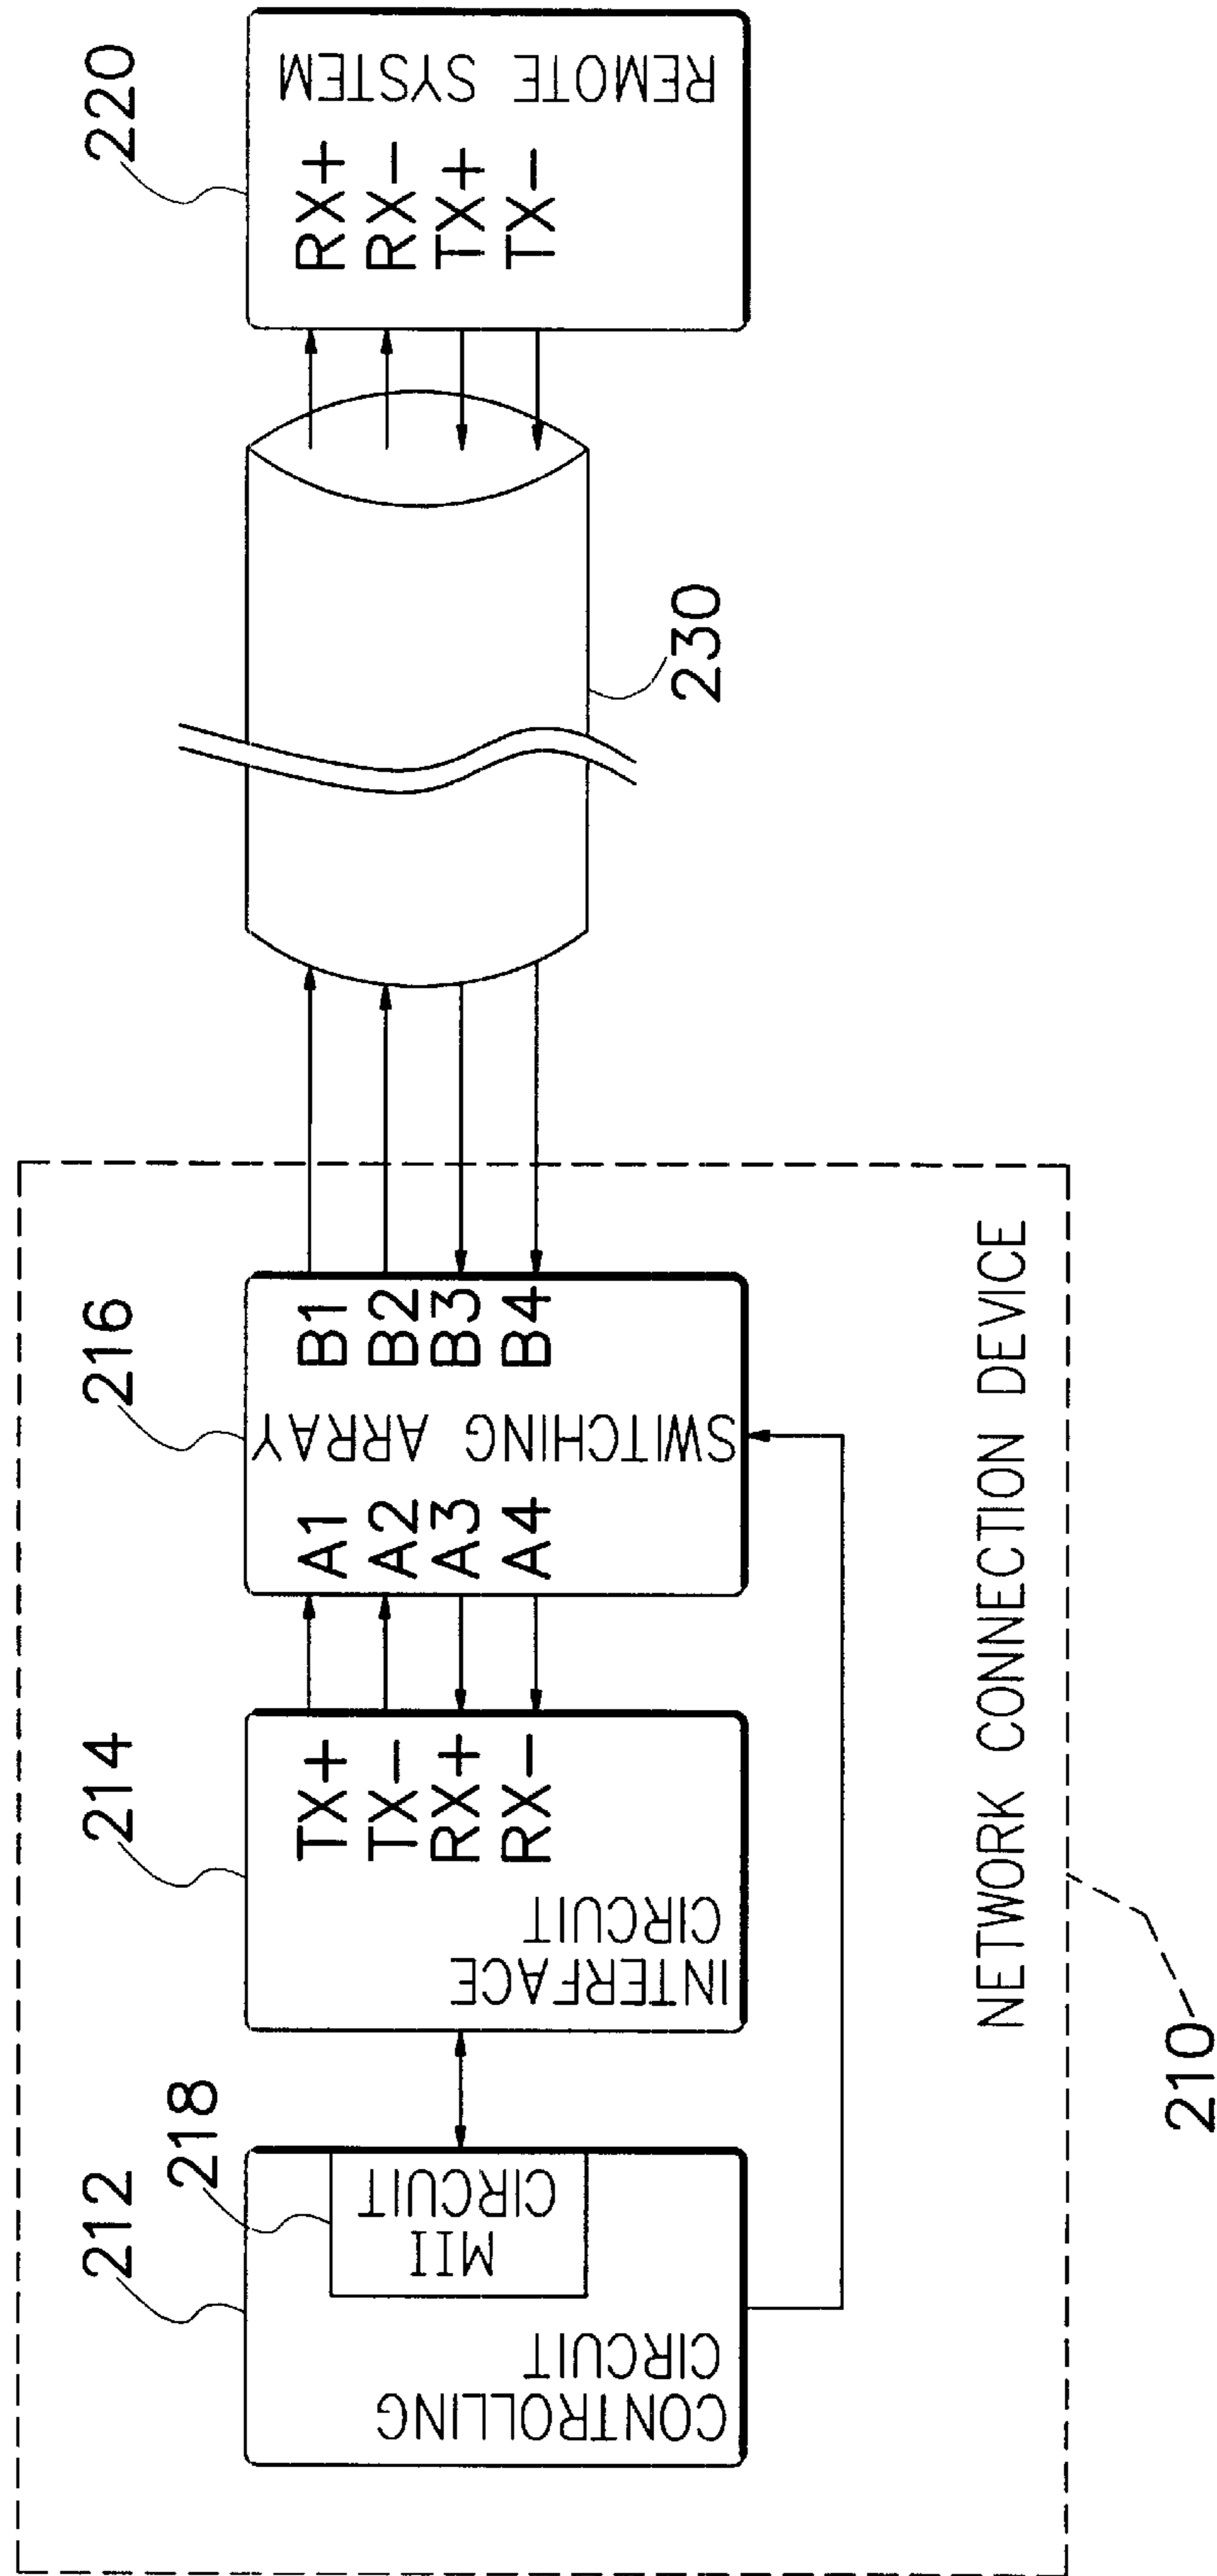 212
218
CONTROLLING
CIRCUIT
MII
CIRCUIT
214
INTERFACE
CIRCUIT
TX+
TX-
RX+
RX-
216
A1
A2
A3
A4
SWITCHING ARRAY
B1
B2
B3
B4
230
220
RX+
RX-
TX+
TX-
REMOTE SYSTEM
NETWORK CONNECTION DEVICE
210